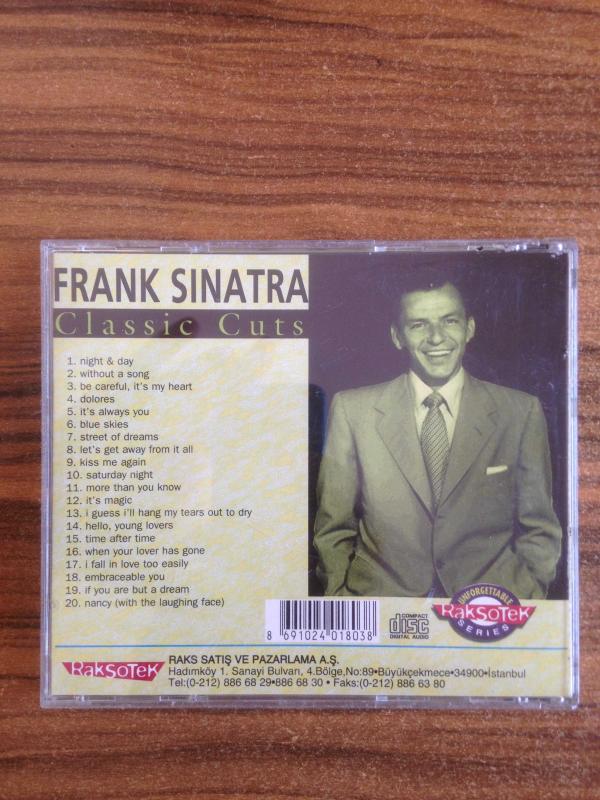 FRANK SINATRA
Classic Cuts
1. night & day
2. without a song
3. be careful, it's my heart
4. dolores
5. it's always you
6. blue skies
7. street of dreams
8. let's get away from it all
9. kiss me again
10. saturday night
11. more than you know
12. it's magic
13. i guess i'll hang my tears out to dry
14. hello, young lovers
15. time after time
16. when your lover has gone
17. i fall in love too easily
18. embraceable you
19. if you are but a dream
20. nancy (with the laughing face)
8 691024 018038
COMPACT
disc
DIGITAL AUDIO
UNFORGETTABLE
RAKSOTEK
SERIES
RAKSOTEK
RAKS SATIŞ VE PAZARLAMA A.Ş.
Hadımköy 1. Sanayi Bulvarı, 4.Bölge,No:89•Büyükçekmece•34900•İstanbul
Tel:(0-212) 886 68 29•886 68 30 • Faks:(0-212) 886 63 80